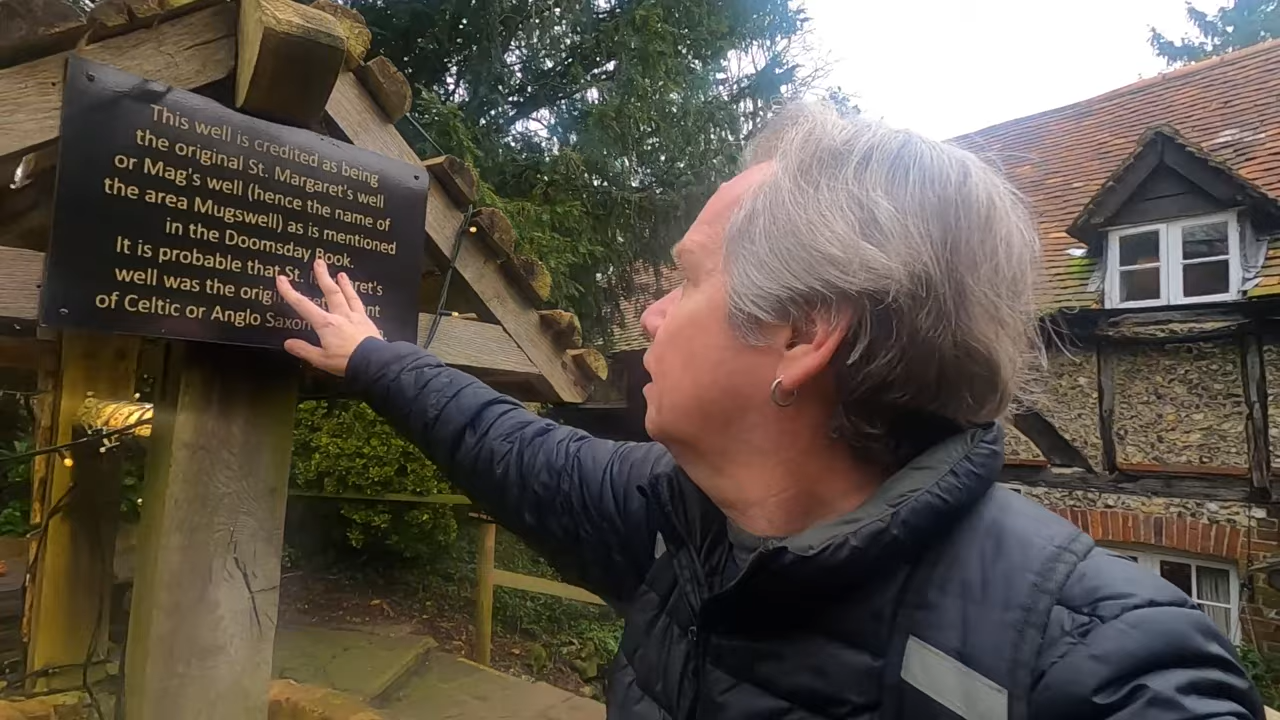 This well is credited as being
the original St. Margaret's well
or Mag's well (hence the name of
the area Mugswell) as is mentioned
in the Doomsday Book.
It is probable that St.
well was the
of Celtic or Anglo Saxon